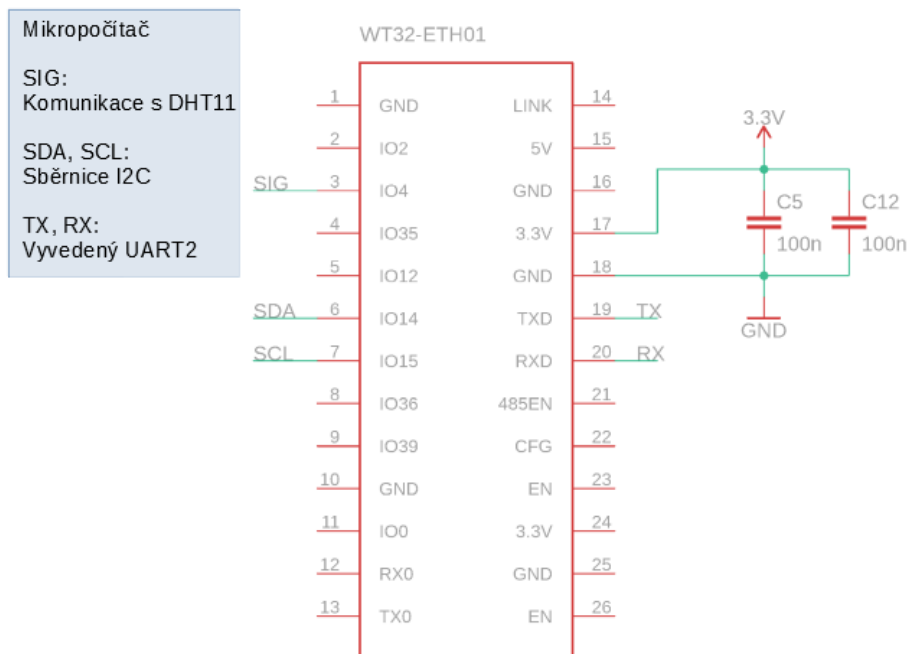 Mikropočítač
SIG:
Komunikace s DHT11
SDA, SCL:
Sběrnice I2C
TX, RX:
Vyvedený UART2
WT32-ETH01
1 GND LINK 14
2 IO2 5V 15
SIG 3 IO4 GND 16
4 IO35 3.3V 17
5 IO12 GND 18
SDA 6 IO14 TXD 19 TX
SCL 7 IO15 RXD 20 RX
8 IO36 485EN 21
9 IO39 CFG 22
10 GND EN 23
11 IO0 3.3V 24
12 RX0 GND 25
13 TX0 EN 26
3.3V
C5 C12
100n 100n
GND